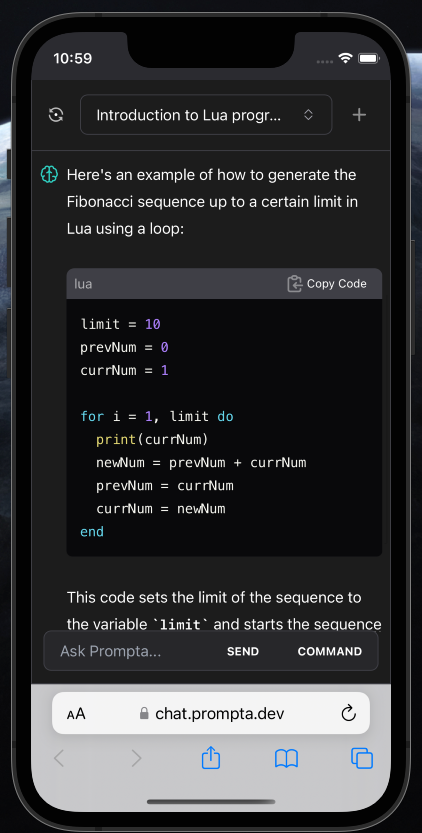 10:59
Introduction to Lua progr...
Here's an example of how to generate the
Fibonacci sequence up to a certain limit in
Lua using a loop:
lua Copy Code
limit = 10
prevNum = 0
currNum = 1
for i = 1, limit do
print(currNum)
newNum = prevNum + currNum
prevNum = currNum
currNum = newNum
end
This code sets the limit of the sequence to
the variable `limit` and starts the sequence
Ask Prompta... SEND COMMAND
AA chat.prompta.dev